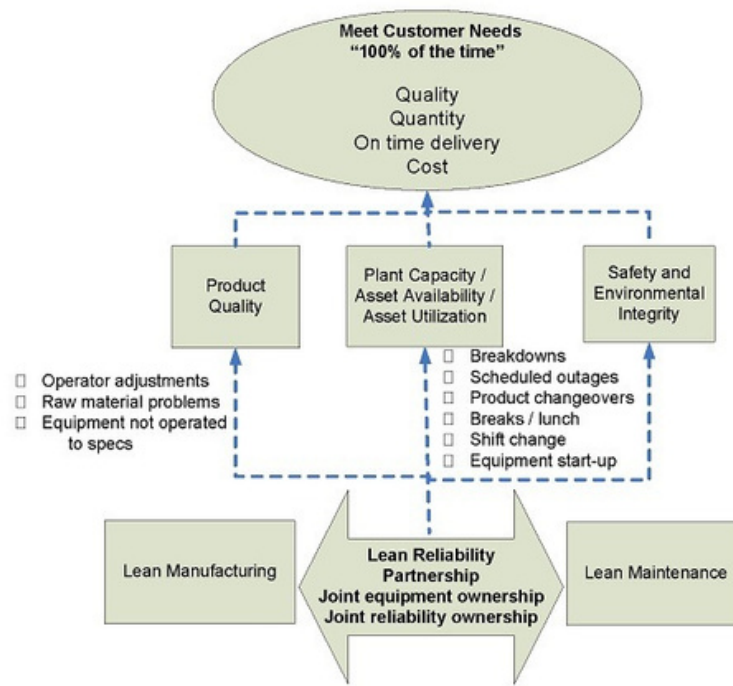 Meet Customer Needs
“100% of the time”
Quality
Quantity
On time delivery
Cost
Product
Quality
Plant Capacity /
Asset Availability /
Asset Utilization
Safety and
Environmental
Integrity
Operator adjustments
Raw material problems
Equipment not operated
to specs
Breakdowns
Scheduled outages
Product changeovers
Breaks / lunch
Shift change
Equipment start-up
Lean Manufacturing
Lean Reliability
Partnership
Joint equipment ownership
Joint reliability ownership
Lean Maintenance